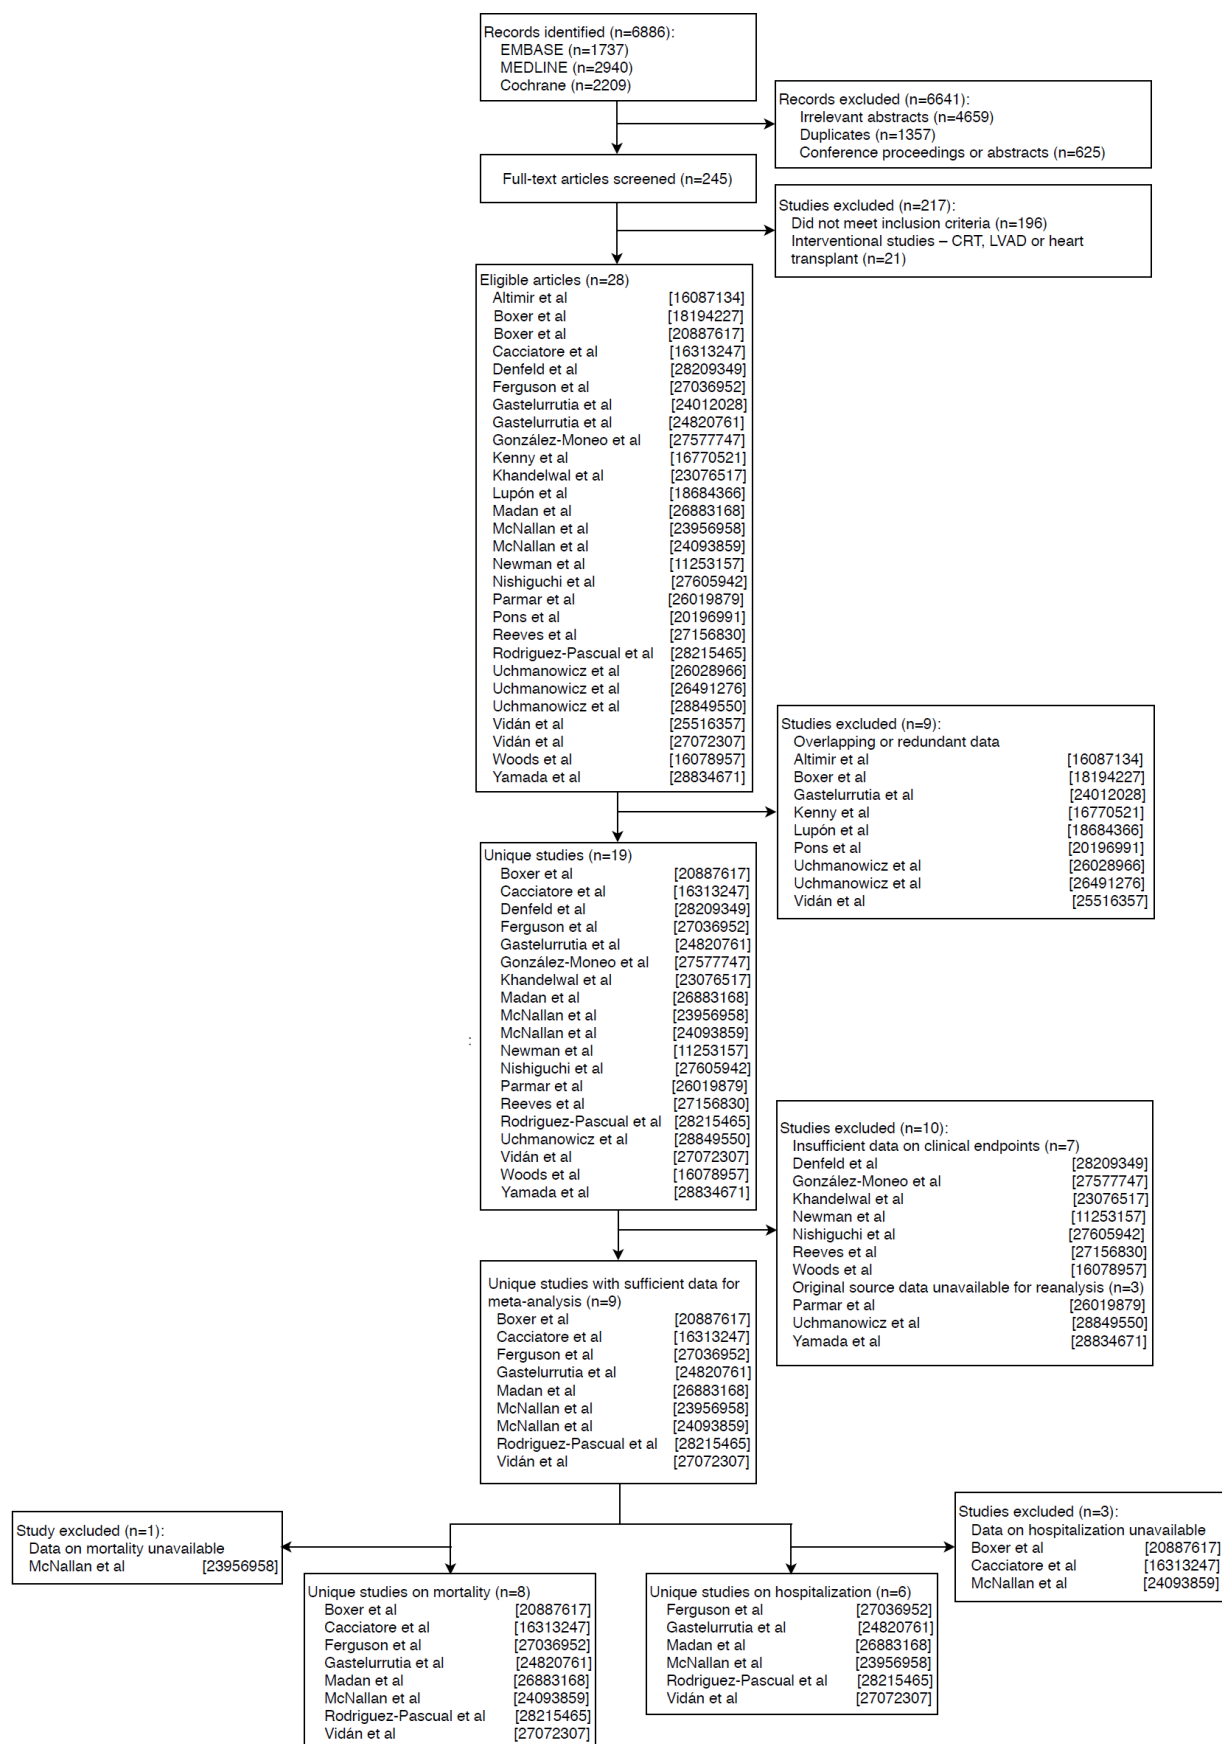 Records identified (n=6886):
EMBASE (n=1737)
MEDLINE (n=2940)
Cochrane (n=2209)
Records excluded (n=6641):
Irrelevant abstracts (n=4659)
Duplicates (n=1357)
Conference proceedings or abstracts (n=625)
Full-text articles screened (n=245)
Studies excluded (n=217):
Did not meet inclusion criteria (n=196)
Interventional studies – CRT, LVAD or heart
transplant (n=21)
Eligible articles (n=28)
Altimir et al [16087134]
Boxer et al [18194227]
Boxer et al [20887617]
Cacciatore et al [16313247]
Denfeld et al [28209349]
Ferguson et al [27036952]
Gastelurrutia et al [24012028]
Gastelurrutia et al [24820761]
González-Moneo et al [27577747]
Kenny et al [16770521]
Khandelwal et al [23076517]
Lupón et al [18684366]
Madan et al [26883168]
McNallan et al [23956958]
McNallan et al [24093859]
Newman et al [11253157]
Nishiguchi et al [27605942]
Parmar et al [26019879]
Pons et al [20196991]
Reeves et al [27156830]
Rodriguez-Pascual et al [28215465]
Uchmanowicz et al [26028966]
Uchmanowicz et al [26491276]
Uchmanowicz et al [28849550]
Vidán et al [25516357]
Vidán et al [27072307]
Woods et al [16078957]
Yamada et al [28834671]
Studies excluded (n=9):
Overlapping or redundant data
Altimir et al [16087134]
Boxer et al [18194227]
Gastelurrutia et al [24012028]
Kenny et al [16770521]
Lupón et al [18684366]
Pons et al [20196991]
Uchmanowicz et al [26028966]
Uchmanowicz et al [26491276]
Vidán et al [25516357]
Unique studies (n=19)
Boxer et al [20887617]
Cacciatore et al [16313247]
Denfeld et al [28209349]
Ferguson et al [27036952]
Gastelurrutia et al [24820761]
González-Moneo et al [27577747]
Khandelwal et al [23076517]
Madan et al [26883168]
McNallan et al [23956958]
McNallan et al [24093859]
:
Newman et al [11253157]
Nishiguchi et al [27605942]
Parmar et al [26019879]
Reeves et al [27156830]
Rodriguez-Pascual et al [28215465]
Uchmanowicz et al [28849550]
Vidán et al [27072307]
Woods et al [16078957]
Yamada et al [28834671]
Studies excluded (n=10):
Insufficient data on clinical endpoints (n=7)
Denfeld et al [28209349]
González-Moneo et al [27577747]
Khandelwal et al [23076517]
Newman et al [11253157]
Nishiguchi et al [27605942]
Reeves et al [27156830]
Woods et al [16078957]
Original source data unavailable for reanalysis (n=3)
Parmar et al [26019879]
Uchmanowicz et al [28849550]
Yamada et al [28834671]
Unique studies with sufficient data for
meta-analysis (n=9)
Boxer et al [20887617]
Cacciatore et al [16313247]
Ferguson et al [27036952]
Gastelurrutia et al [24820761]
Madan et al [26883168]
McNallan et al [23956958]
McNallan et al [24093859]
Rodriguez-Pascual et al [28215465]
Vidán et al [27072307]
Study excluded (n=1):
Data on mortality unavailable
McNallan et al [23956958]
Studies excluded (n=3):
Data on hospitalization unavailable
Boxer et al [20887617]
Cacciatore et al [16313247]
McNallan et al [24093859]
Unique studies on mortality (n=8)
Boxer et al [20887617]
Cacciatore et al [16313247]
Ferguson et al [27036952]
Gastelurrutia et al [24820761]
Madan et al [26883168]
McNallan et al [24093859]
Rodriguez-Pascual et al [28215465]
Vidán et al [27072307]
Unique studies on hospitalization (n=6)
Ferguson et al [27036952]
Gastelurrutia et al [24820761]
Madan et al [26883168]
McNallan et al [23956958]
Rodriguez-Pascual et al [28215465]
Vidán et al [27072307]